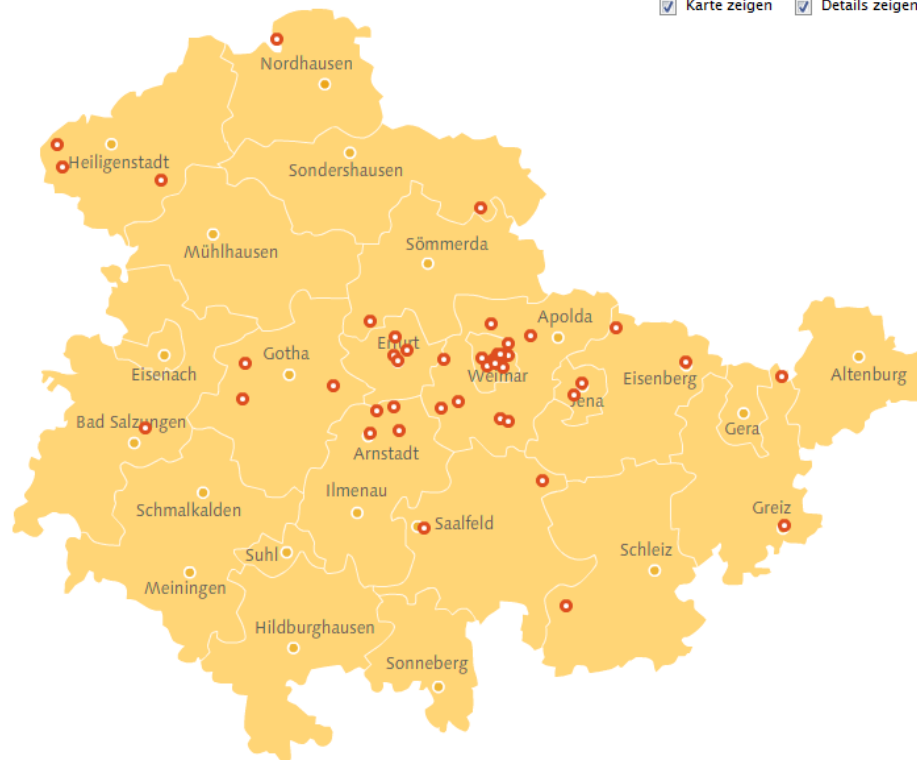 Karte zeigen Details zeigen
Nordhausen
Heiligenstadt
Sondershausen
Mühlhausen
Sömmerda
Apolda
Erfurt
Gotha
Eisenach
Weimar
Eisenberg
Altenburg
Jena
Bad Salzungen
Gera
Arnstadt
Ilmenau
Schmalkalden
Saalfeld
Greiz
Suhl
Schleiz
Meiningen
Hildburghausen
Sonneberg